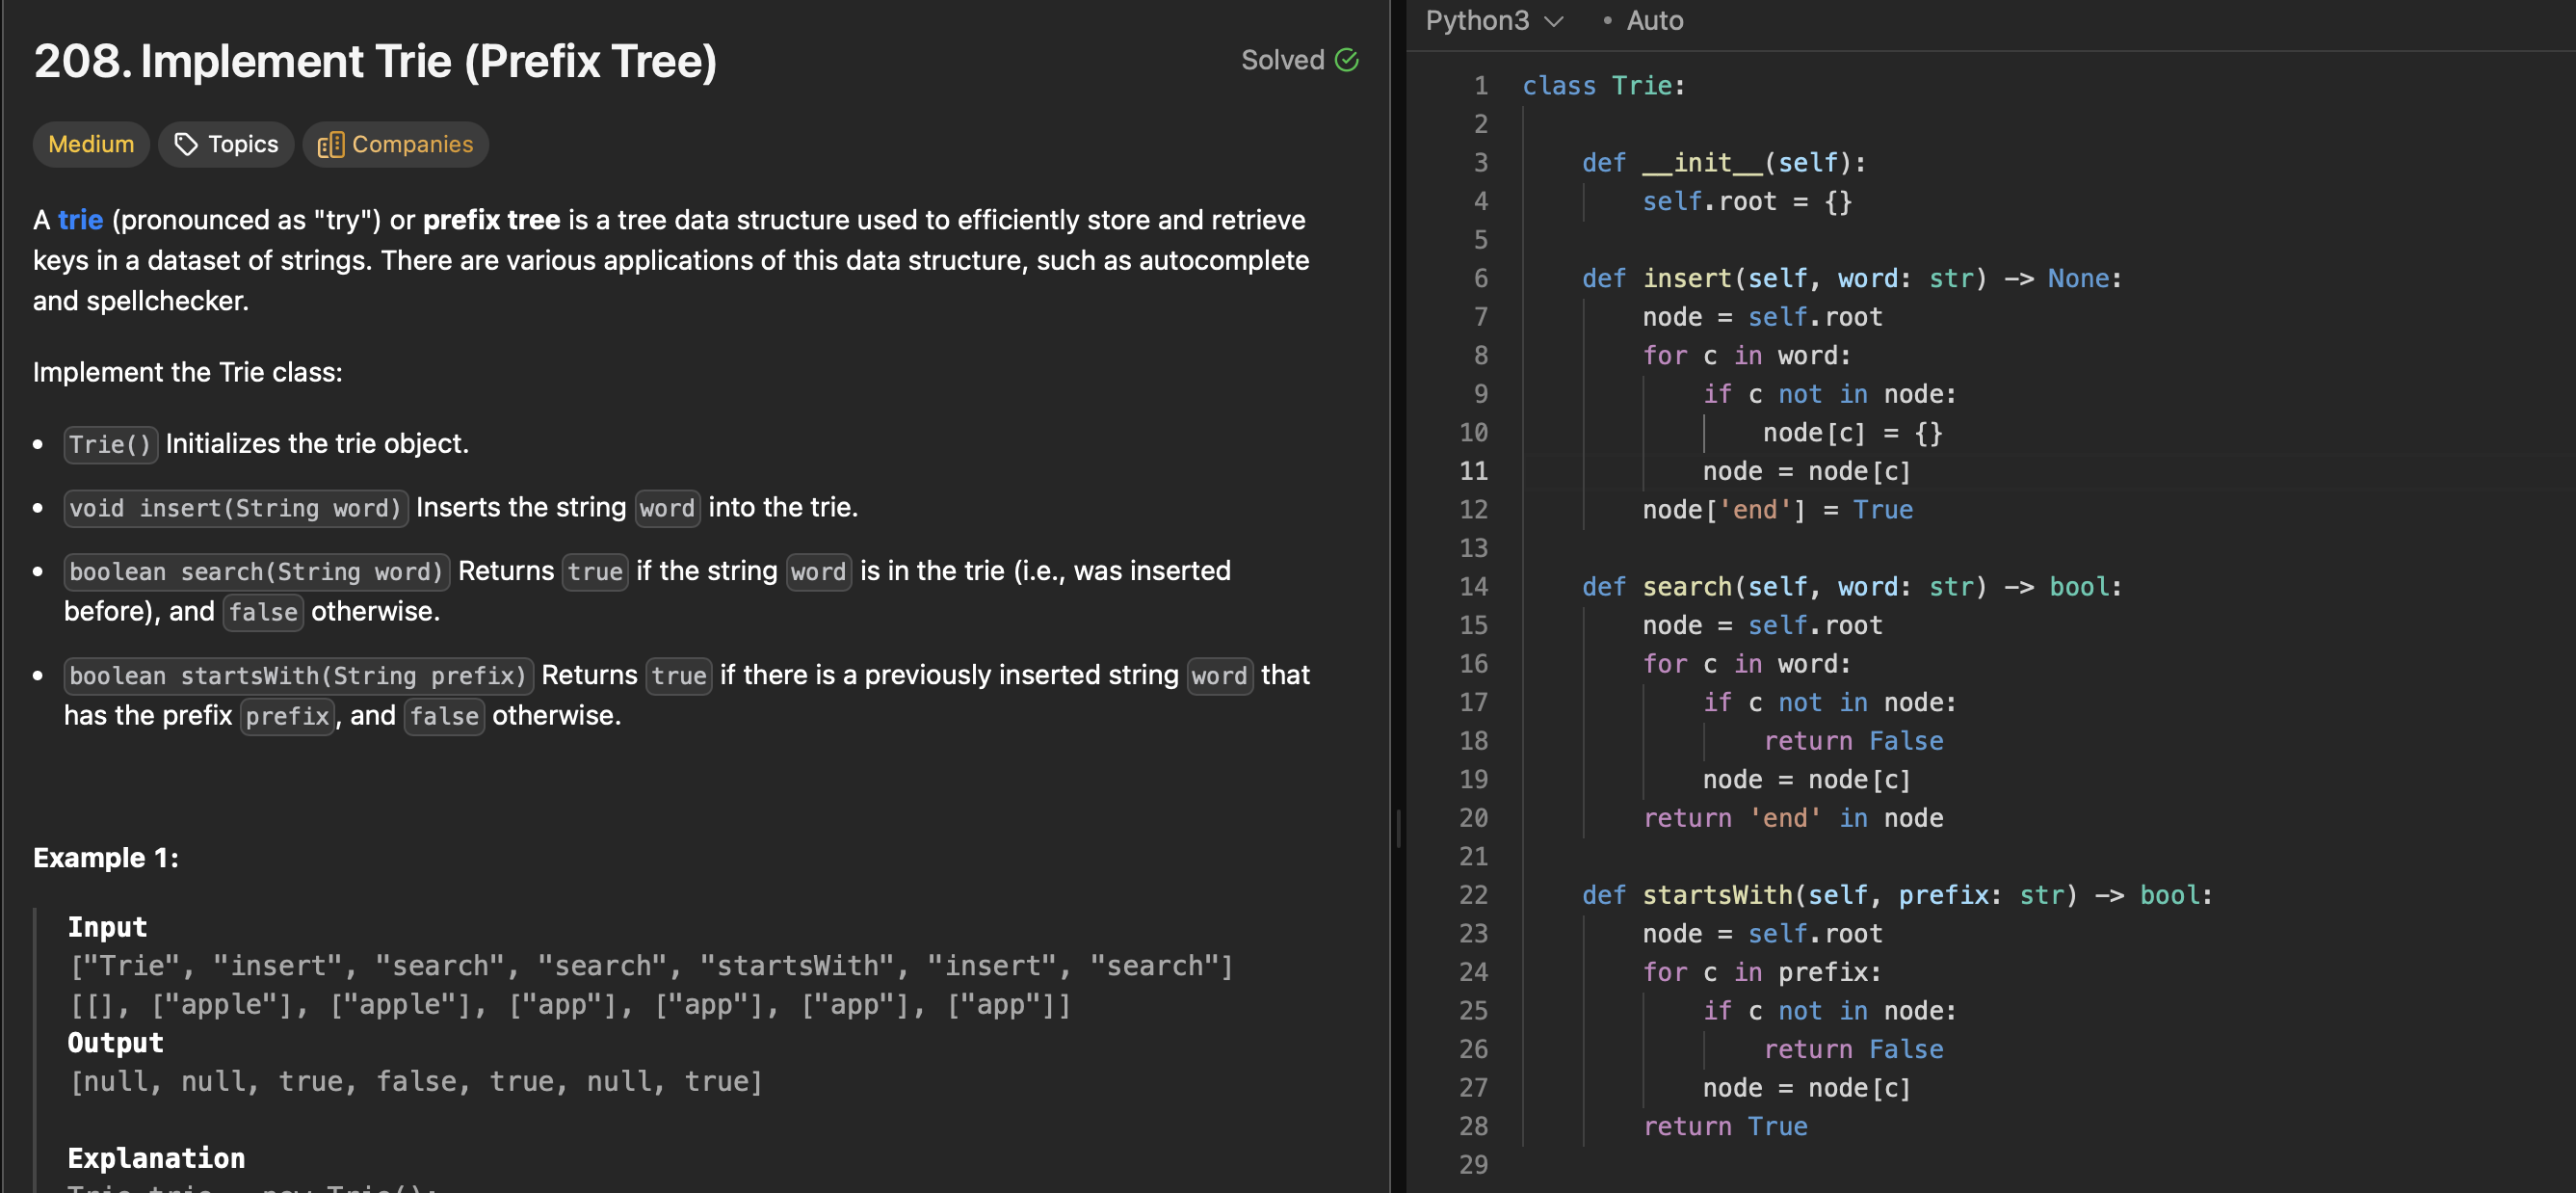 208. Implement Trie (Prefix Tree)
Solved
Medium
Topics
Companies
A trie (pronounced as "try") or prefix tree is a tree data structure used to efficiently store and retrieve
keys in a dataset of strings. There are various applications of this data structure, such as autocomplete
and spellchecker.
Implement the Trie class:
• Trie() Initializes the trie object.
• void insert(String word) Inserts the string word into the trie.
• boolean search(String word) Returns true if the string word is in the trie (i.e., was inserted
before), and false otherwise.
• boolean startsWith(String prefix) Returns true if there is a previously inserted string word that
has the prefix prefix, and false otherwise.
Example 1:
Input
["Trie", "insert", "search", "search", "startsWith", "insert", "search"]
[[], ["apple"], ["apple"], ["app"], ["app"], ["app"], ["app"]]
Output
[null, null, true, false, true, null, true]
Explanation
Trie trie = new Trie();
Python3
• Auto
1 class Trie:
2
3     def __init__(self):
4         self.root = {}
5
6     def insert(self, word: str) -> None:
7         node = self.root
8         for c in word:
9             if c not in node:
10                 node[c] = {}
11             node = node[c]
12         node['end'] = True
13
14     def search(self, word: str) -> bool:
15         node = self.root
16         for c in word:
17             if c not in node:
18                 return False
19             node = node[c]
20         return 'end' in node
21
22     def startsWith(self, prefix: str) -> bool:
23         node = self.root
24         for c in prefix:
25             if c not in node:
26                 return False
27             node = node[c]
28         return True
29